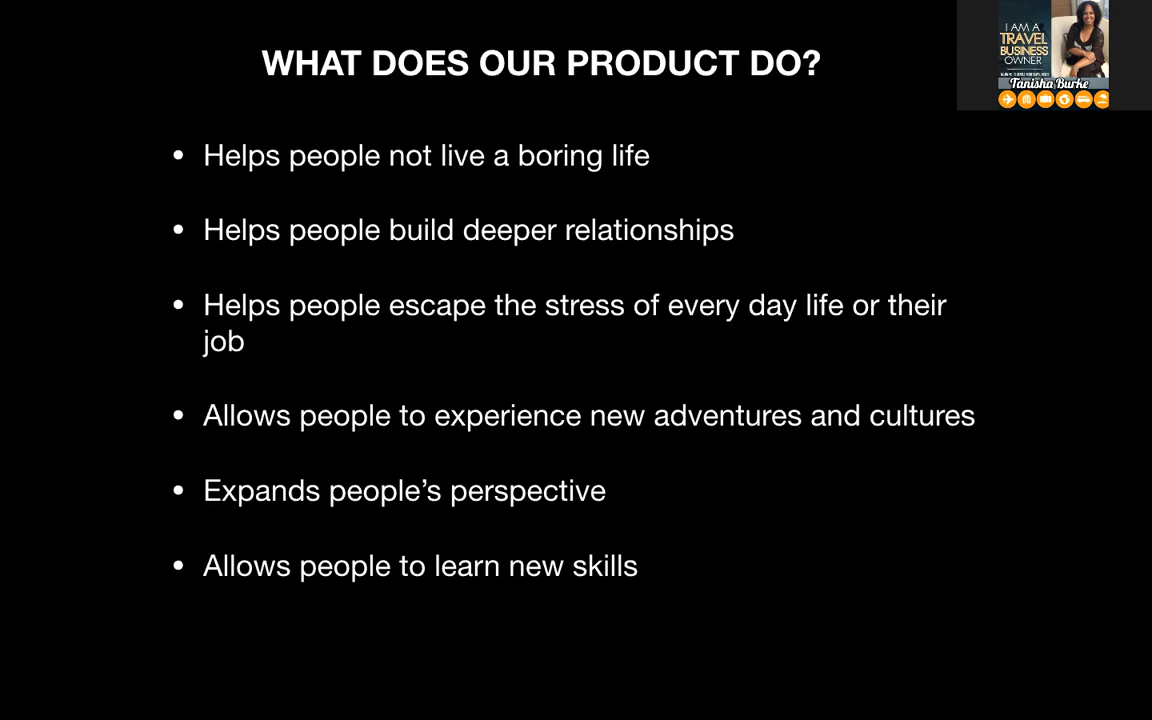 WHAT DOES OUR PRODUCT DO?
I AM A
TRAVEL
BUSINESS
OWNER
Tanisha Burke
• Helps people not live a boring life
• Helps people build deeper relationships
• Helps people escape the stress of every day life or their
job
• Allows people to experience new adventures and cultures
• Expands people’s perspective
• Allows people to learn new skills